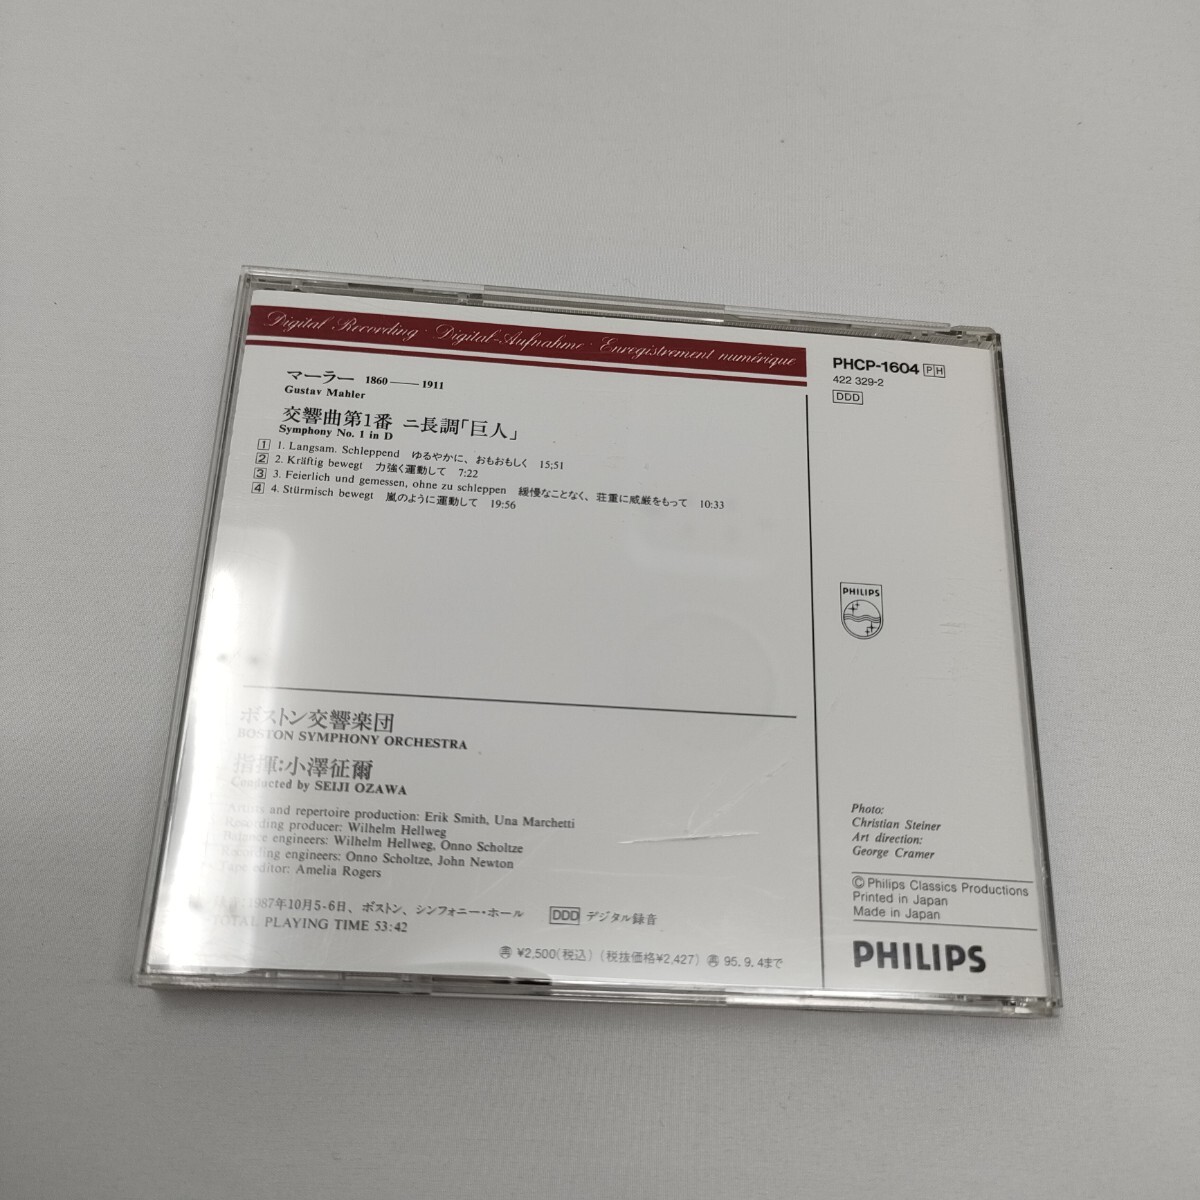 Digital Recording · Digital-Aufnahme · Enregistrement numérique
マーラー 1860 — 1911
Gustav Mahler
交響曲第1番 ニ長調「巨人」
Symphony No. 1 in D
1 1. Langsam. Schleppend ゆるやかに、おもおもしく 15;51
2 2. Kräftig bewegt 力強く運動して 7:22
3 3. Feierlich und gemessen, ohne zu schleppen 緩慢なことなく、荘重に威厳をもって 10:33
4 4. Stürmisch bewegt 嵐のように運動して 19:56
ボストン交響楽団
BOSTON SYMPHONY ORCHESTRA
指揮:小澤征爾
Conducted by SEIJI OZAWA
Artists and repertoire production: Erik Smith, Una Marchetti
Recording producer: Wilhelm Hellweg
Balance engineers: Wilhelm Hellweg, Onno Scholtze
Recording engineers: Onno Scholtze, John Newton
Tape editor: Amelia Rogers
1987年10月5-6日、ボストン、シンフォニー・ホール DDD デジタル録音
TOTAL PLAYING TIME 53:42
¥2,500(税込) (税抜価格¥2,427) 95.9.4まで
PHCP-1604 PH
422 329-2
DDD
PHILIPS
Photo:
Christian Steiner
Art direction:
George Cramer
© Philips Classics Productions
Printed in Japan
Made in Japan
PHILIPS